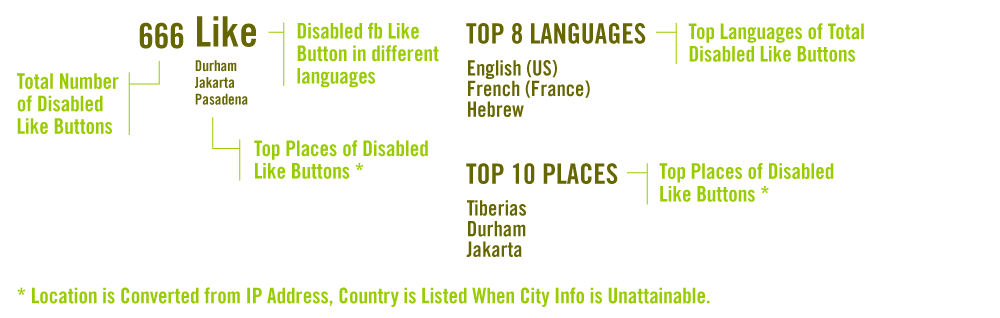 666 Like
Durham
Jakarta
Pasadena
Disabled fb Like
Button in different
languages
Total Number
of Disabled
Like Buttons
Top Places of Disabled
Like Buttons *
TOP 8 LANGUAGES
English (US)
French (France)
Hebrew
Top Languages of Total
Disabled Like Buttons
TOP 10 PLACES
Tiberias
Durham
Jakarta
Top Places of Disabled
Like Buttons *
* Location is Converted from IP Address, Country is Listed When City Info is Unattainable.